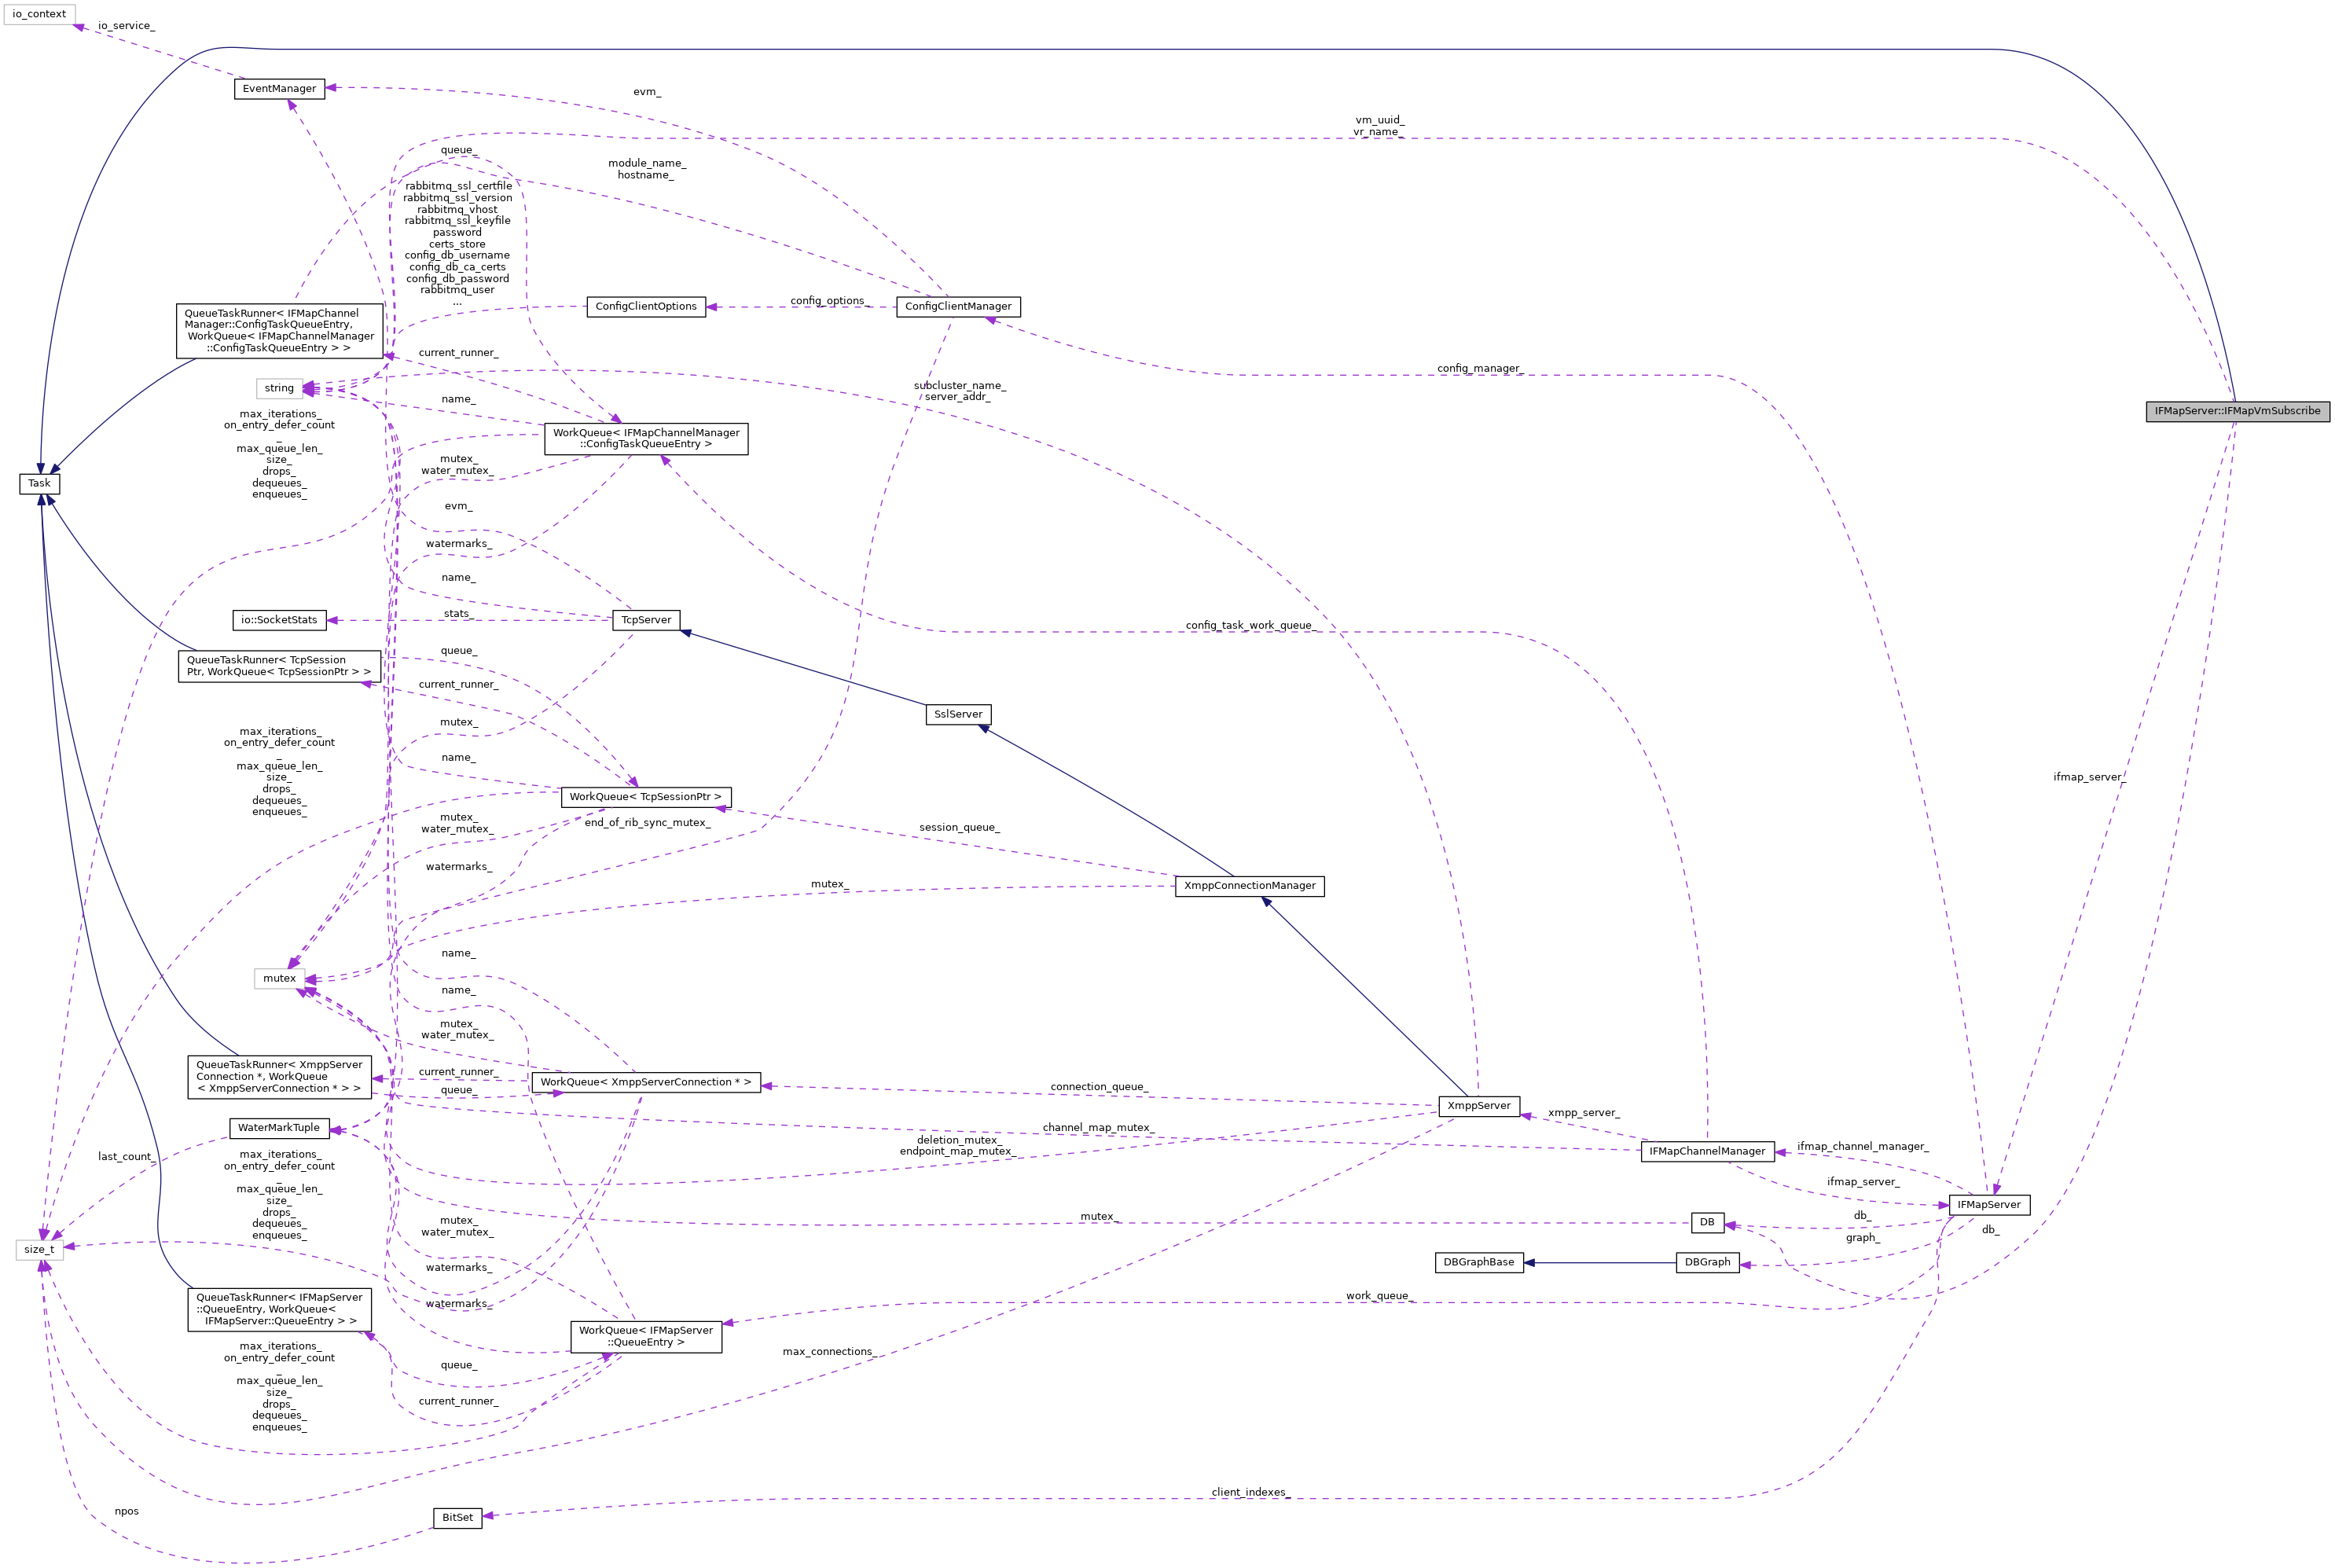 io_context
io_service_
EventManager
evm_
vm_uuid_
vr_name_
queue_
module_name_
hostname_
rabbitmq_ssl_certfile
rabbitmq_ssl_version
rabbitmq_vhost
rabbitmq_ssl_keyfile
password
certs_store
config_db_username
config_db_ca_certs
config_db_password
rabbitmq_user
...
QueueTaskRunner< IFMapChannel
Manager::ConfigTaskQueueEntry,
WorkQueue< IFMapChannelManager
::ConfigTaskQueueEntry > >
ConfigClientOptions
config_options_
ConfigClientManager
current_runner_
config_manager_
string
subcluster_name_
server_addr_
name_
IFMapServer::IFMapVmSubscribe
max_iterations_
on_entry_defer_count
_
max_queue_len_
size_
drops_
dequeues_
enqueues_
WorkQueue< IFMapChannelManager
::ConfigTaskQueueEntry >
mutex_
water_mutex_
Task
evm_
watermarks_
name_
io::SocketStats
stats_
TcpServer
config_task_work_queue_
QueueTaskRunner< TcpSession
Ptr, WorkQueue< TcpSessionPtr > >
queue_
current_runner_
SslServer
mutex_
max_iterations_
on_entry_defer_count
_
max_queue_len_
size_
drops_
dequeues_
enqueues_
name_
ifmap_server_
WorkQueue< TcpSessionPtr >
mutex_
water_mutex_
end_of_rib_sync_mutex_
session_queue_
watermarks_
mutex_
XmppConnectionManager
name_
mutex
name_
mutex_
water_mutex_
QueueTaskRunner< XmppServer
Connection *, WorkQueue
< XmppServerConnection * > >
current_runner_
queue_
WorkQueue< XmppServerConnection * >
connection_queue_
XmppServer
xmpp_server_
WaterMarkTuple
channel_map_mutex_
deletion_mutex_
endpoint_map_mutex_
IFMapChannelManager
ifmap_channel_manager_
last_count_
max_iterations_
on_entry_defer_count
_
max_queue_len_
size_
drops_
dequeues_
enqueues_
ifmap_server_
IFMapServer
mutex_
water_mutex_
mutex_
DB
db_
db_
graph_
size_t
watermarks_
DBGraphBase
DBGraph
QueueTaskRunner< IFMapServer
::QueueEntry, WorkQueue<
IFMapServer::QueueEntry > >
watermarks_
work_queue_
WorkQueue< IFMapServer
::QueueEntry >
max_iterations_
on_entry_defer_count
_
max_queue_len_
size_
drops_
dequeues_
enqueues_
queue_
max_connections_
current_runner_
client_indexes_
npos
BitSet